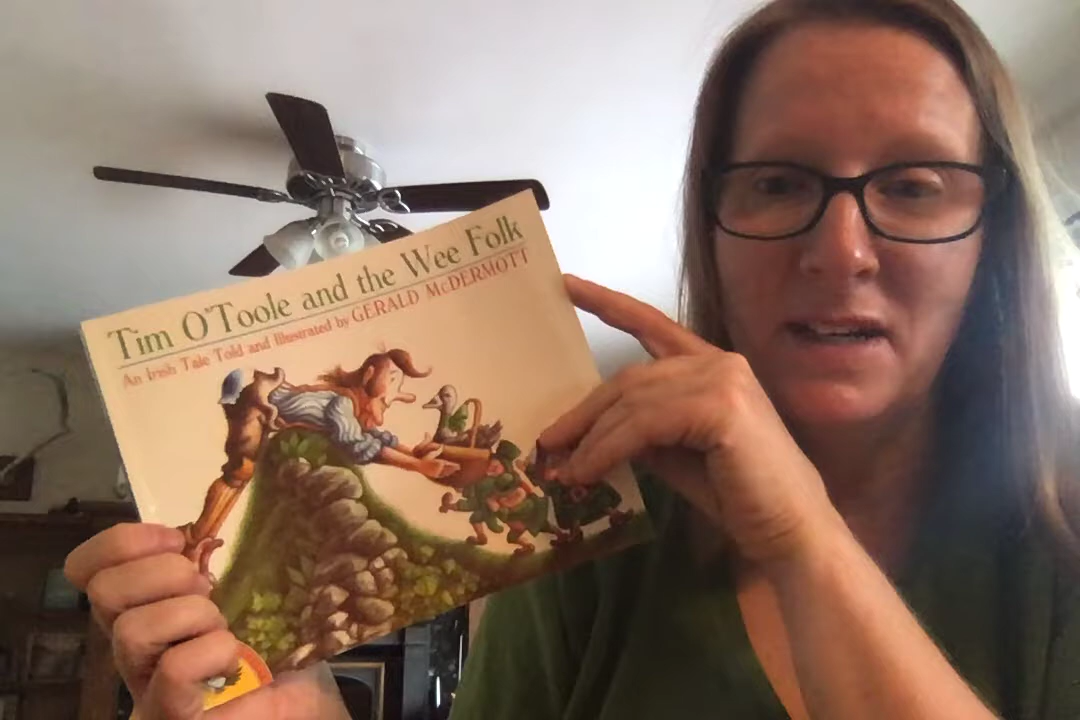 Tim O'Toole and the Wee Folk
An Irish Tale Told and Illustrated by GERALD McDERMOTT